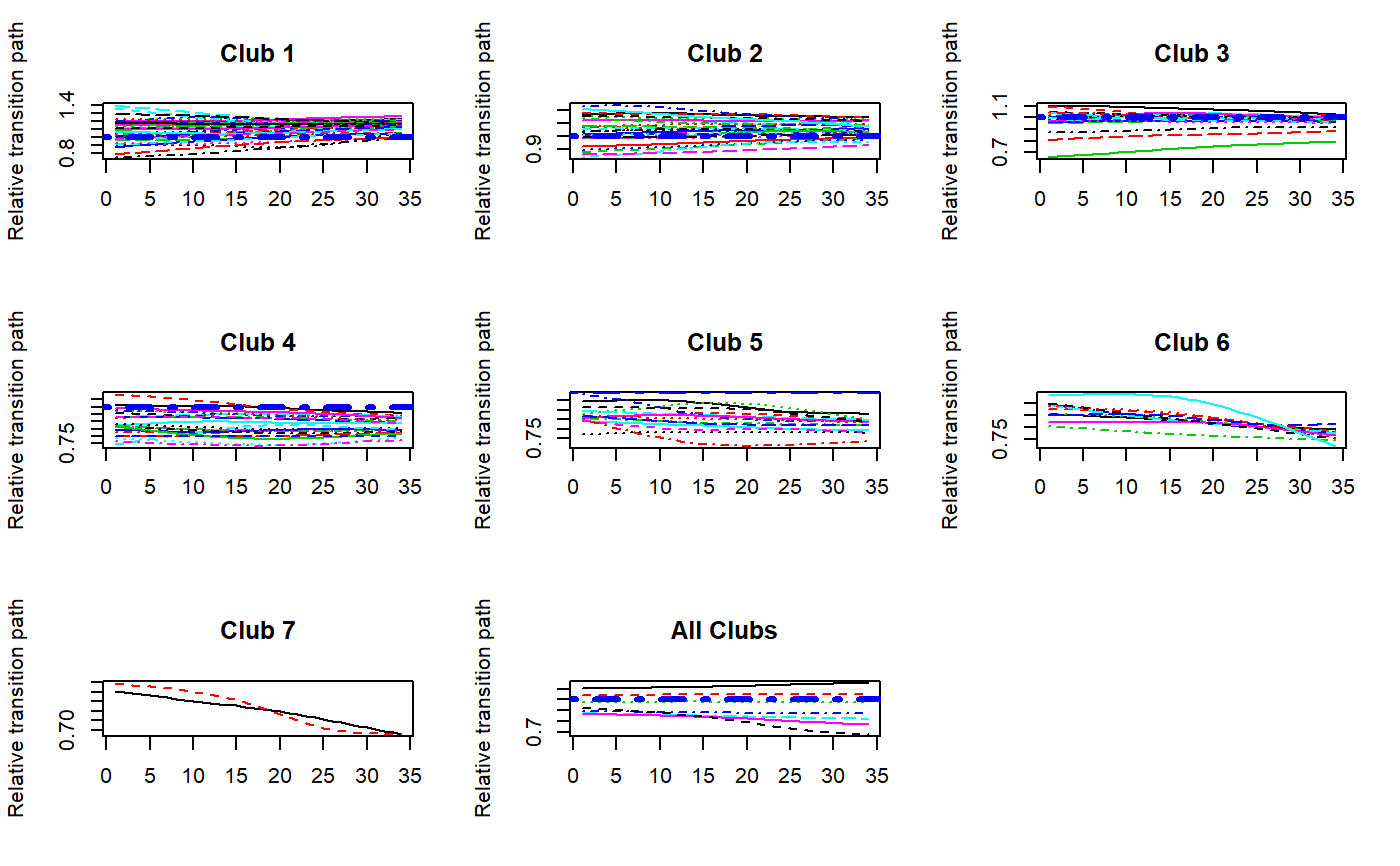 Club 1
Relative transition path
0.8 1.4
0 5 10 15 20 25 30 35
Club 2
Relative transition path
0.9
0 5 10 15 20 25 30 35
Club 3
Relative transition path
0.7 1.1
0 5 10 15 20 25 30 35
Club 4
Relative transition path
0.75
0 5 10 15 20 25 30 35
Club 5
Relative transition path
0.75
0 5 10 15 20 25 30 35
Club 6
Relative transition path
0.75
0 5 10 15 20 25 30 35
Club 7
Relative transition path
0.70
0 5 10 15 20 25 30 35
All Clubs
Relative transition path
0.7
0 5 10 15 20 25 30 35